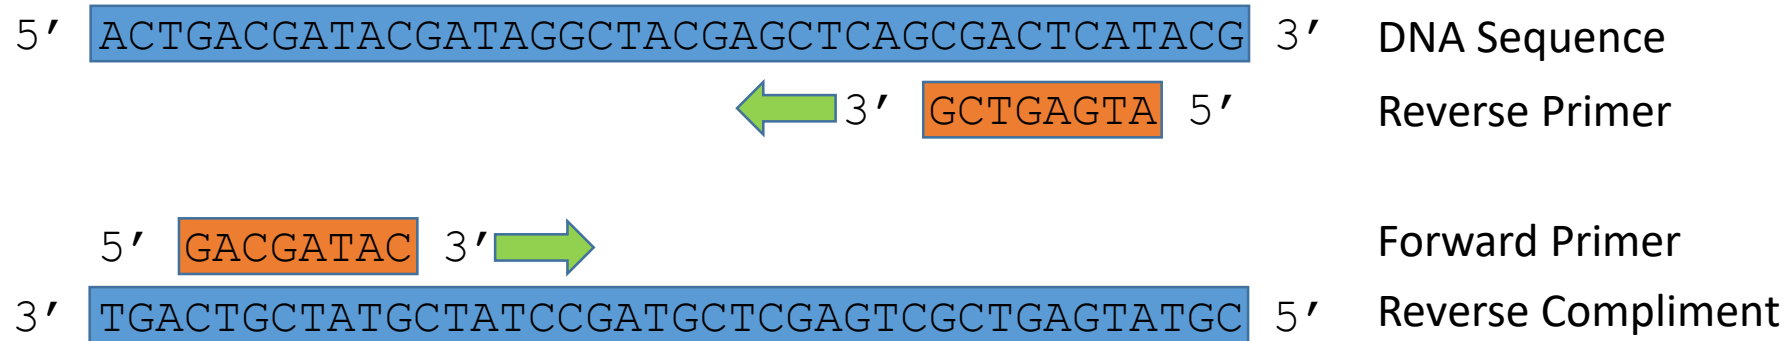 5′ ACTGACGATACGATAGGCTACGAGCTCAGCGACTCATACG 3′ DNA Sequence
3′ GCTGAGTA 5′ Reverse Primer
5′ GACGATAC 3′ Forward Primer
3′ TGACTGCTATGCTATCCGATGCTCGAGTCGCTGAGTATGC 5′ Reverse Compliment